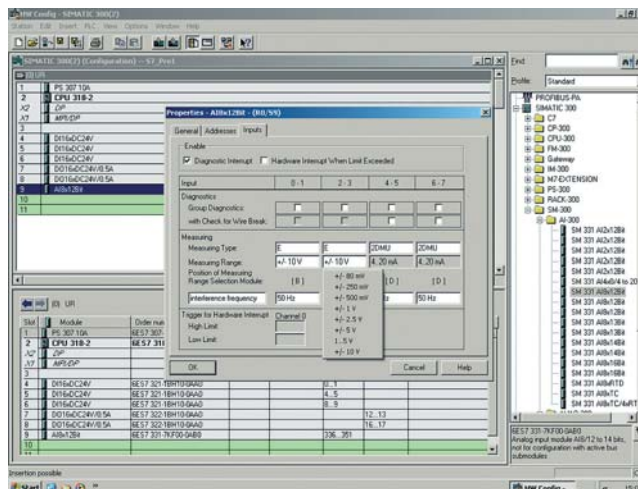 HW Config - SIMATIC 300(2)
Station Edit Insert PLC View Options Window Help
SIMATIC 300(2) (Configuration) -- S7_Pro1
(0) UR
1 PS 307 10A
2 CPU 318-2
X2 DP
X1 MPI/DP
3
4 DI16xDC24V
5 DI16xDC24V
6 DI16xDC24V
7 DO16xDC24V/0.5A
8 DO16xDC24V/0.5A
9 AI8x12Bit
10
11
Properties - AI8x12Bit - (R0/S9)
General Addresses Inputs
Enable
Diagnostic Interrupt Hardware Interrupt When Limit Exceeded
Input 0 - 1 2 - 3 4 - 5 6 - 7
Diagnostics
Group Diagnostics:
with Check for Wire Break:
Measuring
Measuring Type: E E 2DMU 2DMU
Measuring Range: +/- 10 V +/- 10 V 4..20 mA 4..20 mA
Position of Measuring
Range Selection Module: [B] [D] [D]
interference frequency 50 Hz 50 Hz
+/- 80 mV
+/- 250 mV
+/- 500 mV
+/- 1 V
+/- 2.5 V
+/- 5 V
1..5 V
+/- 10 V
Trigger for Hardware Interrupt Channel 0
High Limit:
Low Limit:
OK Cancel Help
(0) UR
Slot Module Order
1 PS 307 10A 6ES7 307-
2 CPU 318-2 6ES7 318
X2 DP
X1 MPI/DP
3
4 DI16xDC24V 6ES7 321-1BH10-0AA0 0...1
5 DI16xDC24V 6ES7 321-1BH10-0AA0 4...5
6 DI16xDC24V 6ES7 321-1BH10-0AA0 8...9
7 DO16xDC24V/0.5A 6ES7 322-1BH10-0AA0 12...13
8 DO16xDC24V/0.5A 6ES7 322-1BH10-0AA0 16...17
9 AI8x12Bit 6ES7 331-7KF00-0AB0 336...351
10
11
Find:
Profile: Standard
PROFIBUS-PA
SIMATIC 300
C7
CP-300
CPU-300
FM-300
Gateway
IM-300
M7-EXTENSION
PS-300
RACK-300
SM-300
AI-300
SM 331 AI2x12Bit
SM 331 AI2x12Bit
SM 331 AI2x12Bit
SM 331 AI2x12Bit
SM 331 AI4x0/4 to 20
SM 331 AI8x12Bit
SM 331 AI8x12Bit
SM 331 AI8x12Bit
SM 331 AI8x14Bit
SM 331 AI8x14Bit
SM 331 AI8x16Bit
SM 331 AI8x16Bit
SM 331 AI8xRTD
SM 331 AI8xTC
SM 331 AI8xTC/4xRT
6ES7 331-7KF00-0AB0
Analog input module AI8/12 to 14 bits,
not for configuration with active bus
submodules
Insertion possible
Start HW Config -